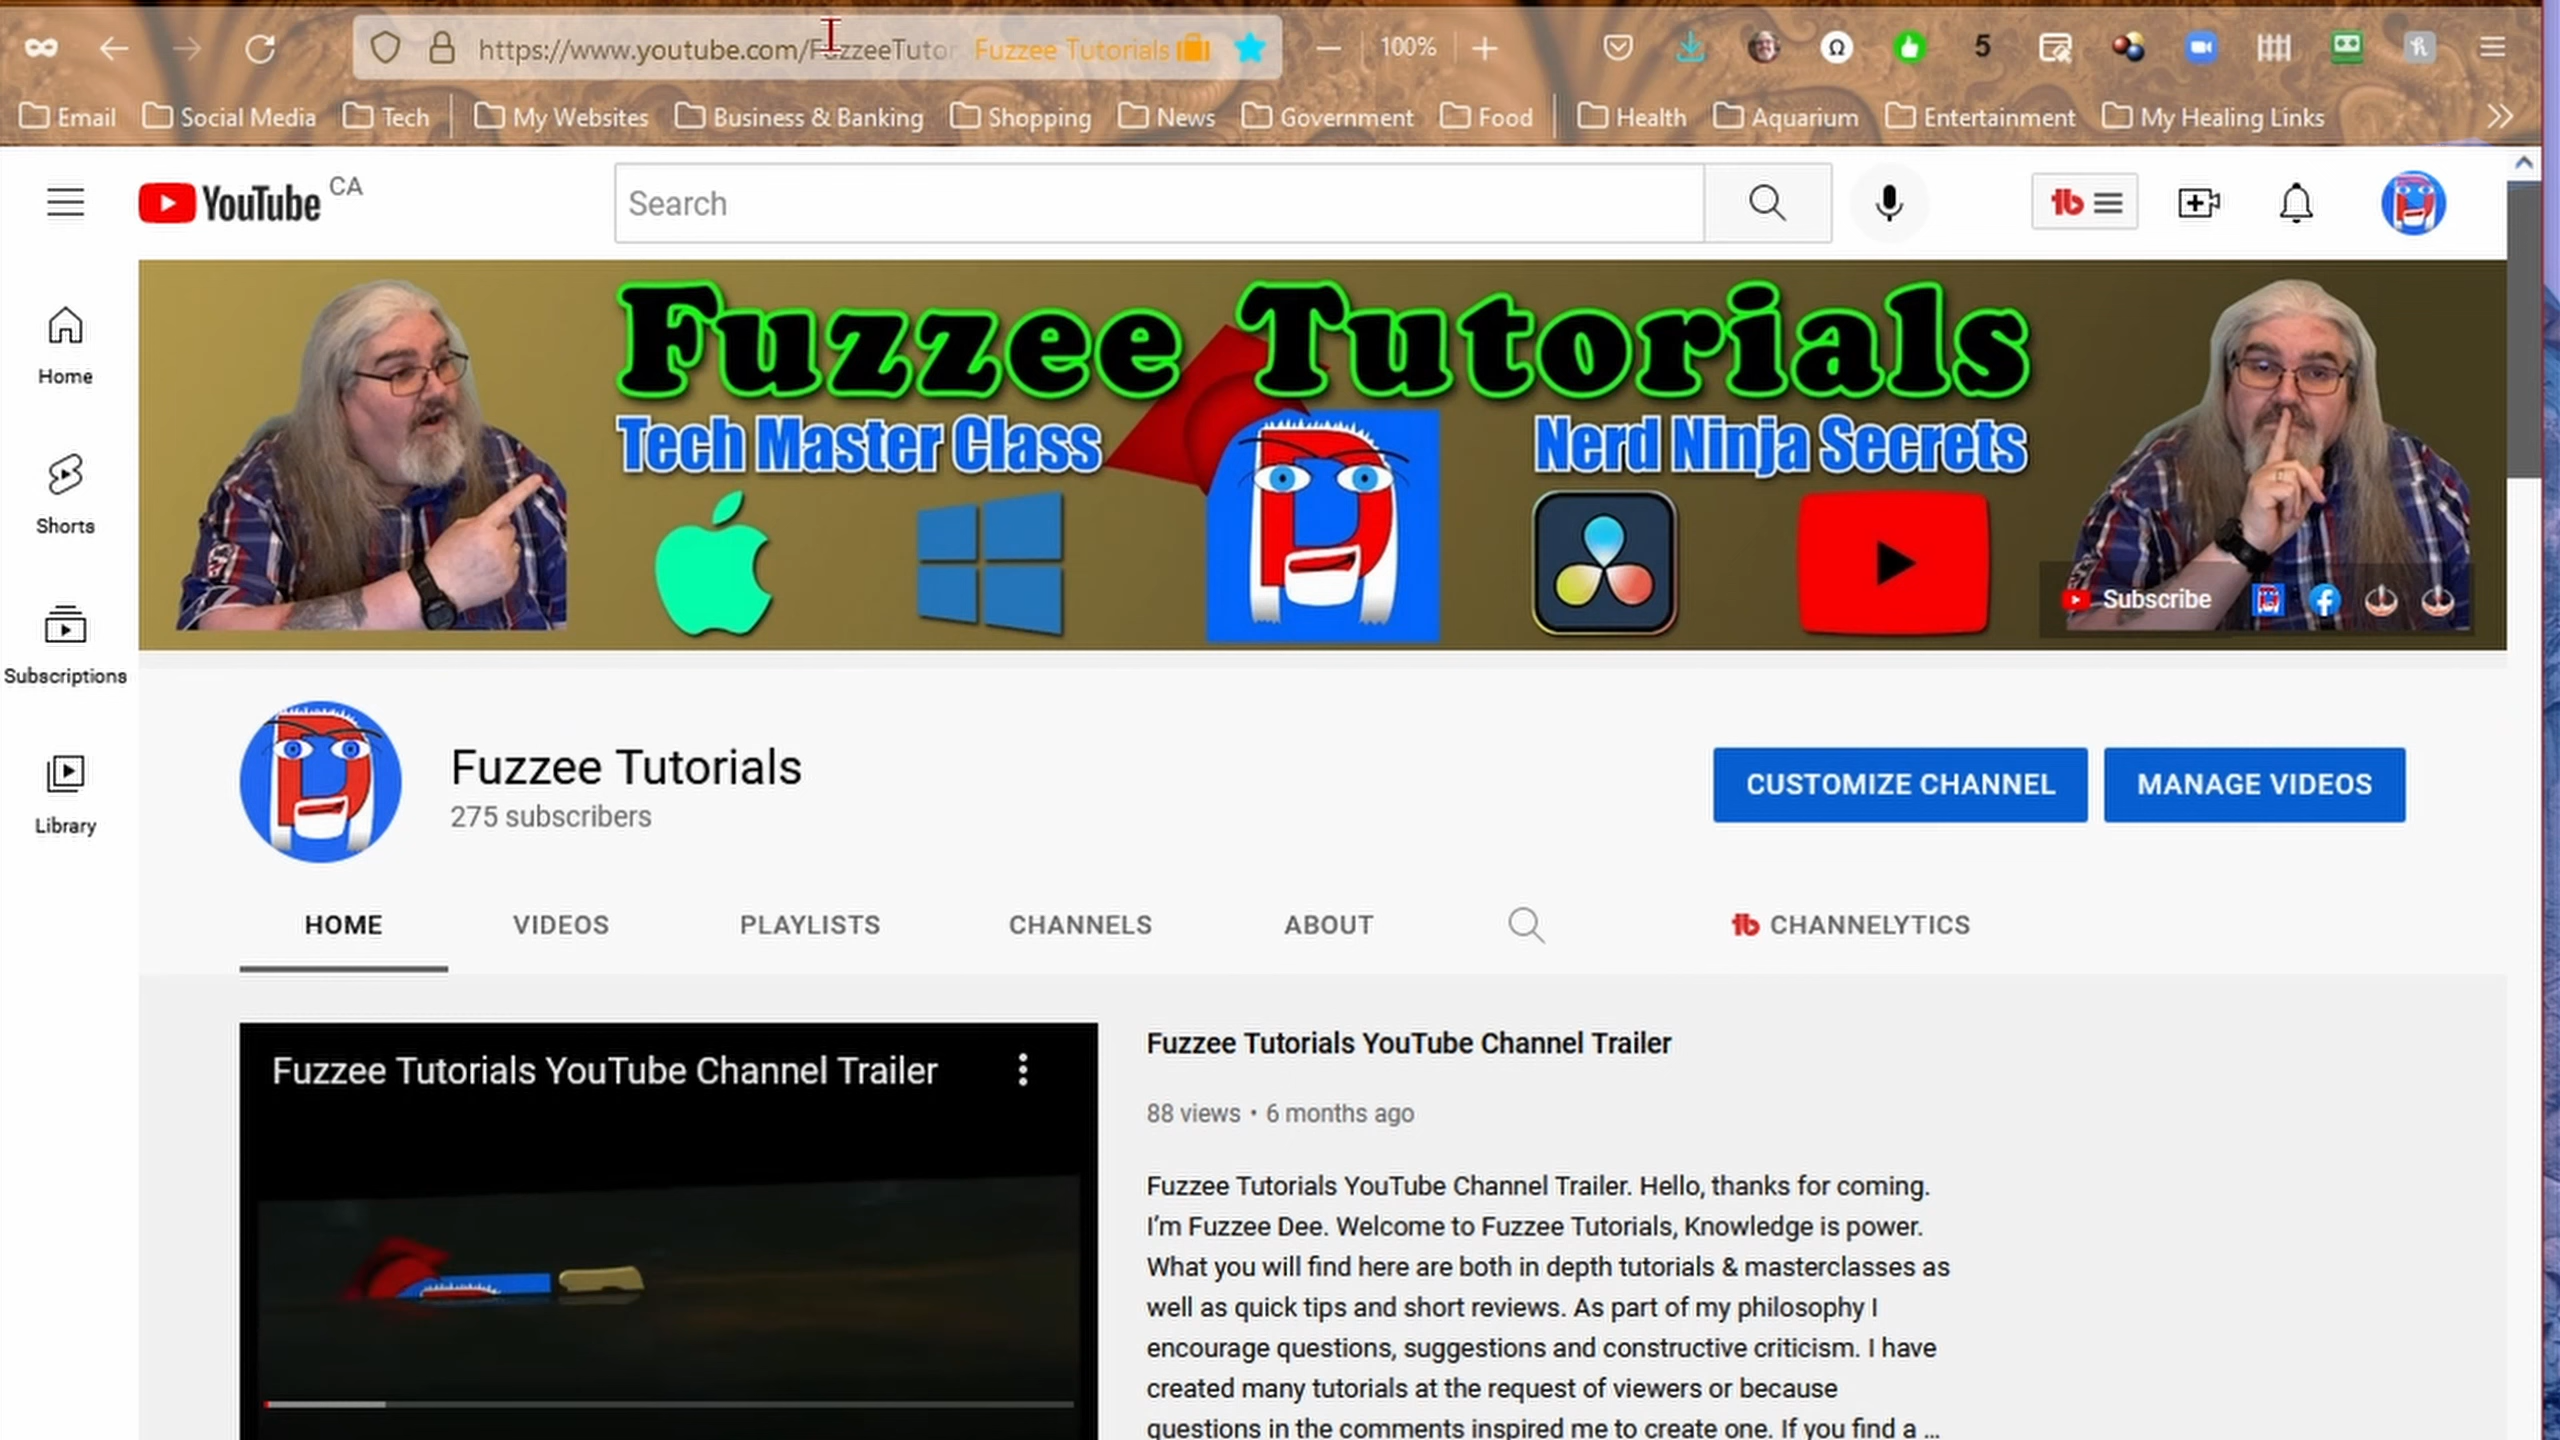 https://www.youtube.com/FuzzeeTutor Fuzzee Tutorials 100% 5
Email Social Media Tech My Websites Business & Banking Shopping News Government Food Health Aquarium Entertainment My Healing Links
YouTube CA Search
Fuzzee Tutorials
Tech Master Class Nerd Ninja Secrets
Subscribe
Home
Shorts
Subscriptions
Library
Fuzzee Tutorials
275 subscribers
CUSTOMIZE CHANNEL MANAGE VIDEOS
HOME VIDEOS PLAYLISTS CHANNELS ABOUT CHANNELYTICS
Fuzzee Tutorials YouTube Channel Trailer
Fuzzee Tutorials YouTube Channel Trailer
88 views • 6 months ago
Fuzzee Tutorials YouTube Channel Trailer. Hello, thanks for coming.
I’m Fuzzee Dee. Welcome to Fuzzee Tutorials, Knowledge is power.
What you will find here are both in depth tutorials & masterclasses as
well as quick tips and short reviews. As part of my philosophy I
encourage questions, suggestions and constructive criticism. I have
created many tutorials at the request of viewers or because
questions in the comments inspired me to create one. If you find a ...